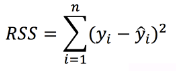 RSS = \sum_{i=1}^{n} (y_i - \hat{y}_i)^2